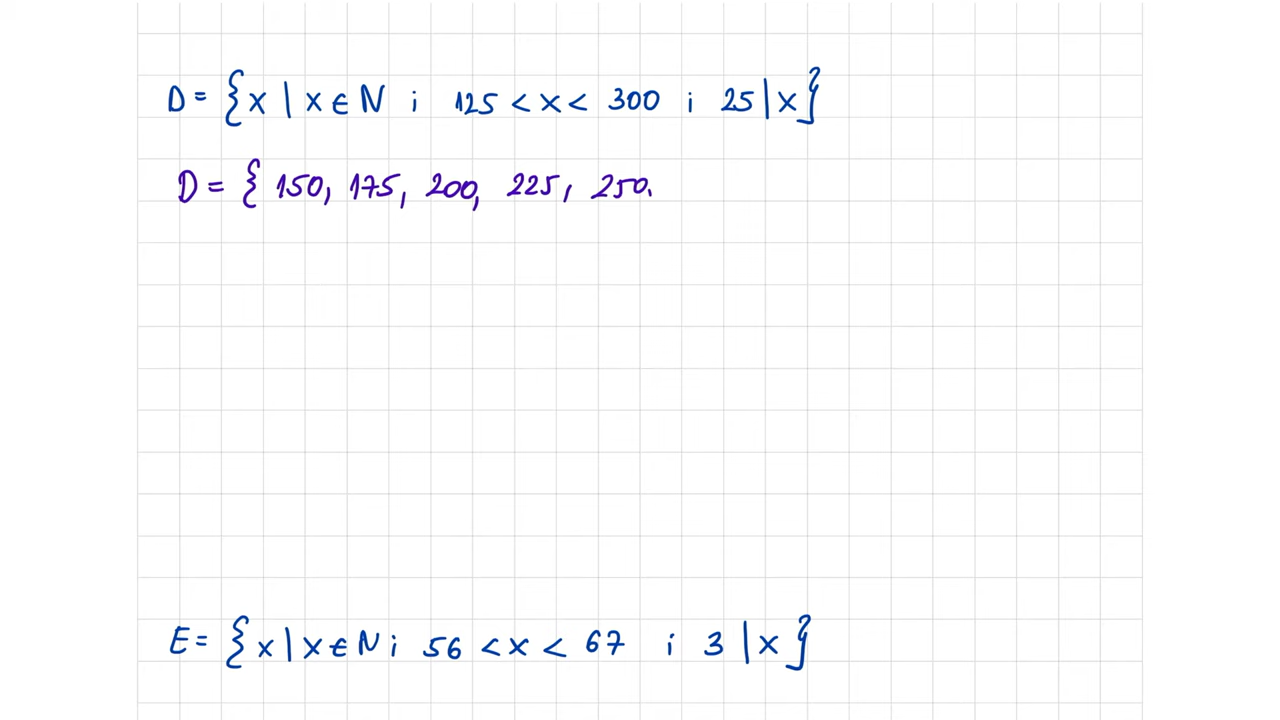 D = {x | x ∈ N i 125 < x < 300 i 25 | x}
D = { 150, 175, 200, 225, 250,
E = {x | x ∈ N i 56 < x < 67 i 3 | x}